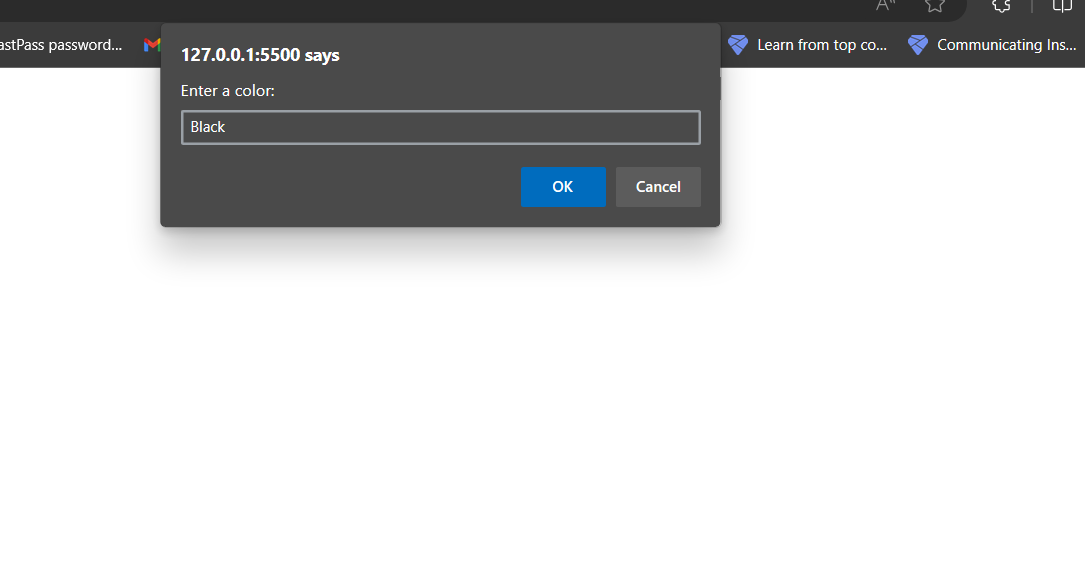 A"
astPass password...
Learn from top co...
Communicating Ins...
127.0.0.1:5500 says
Enter a color:
Black
OK
Cancel